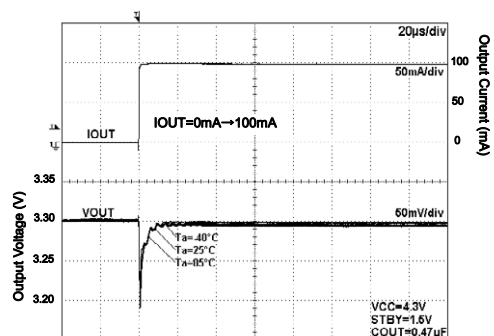 20µs/div
100
50mA/div
50
IOUT=0mA→100mA
IOUT
0
Output Current (mA)
3.35
VOUT
50mV/div
3.30
Ta=-40°C
Ta=25°C
Ta=85°C
3.25
3.20
Output Voltage (V)
VCC=4.3V
STBY=1.5V
COUT=0.47uF